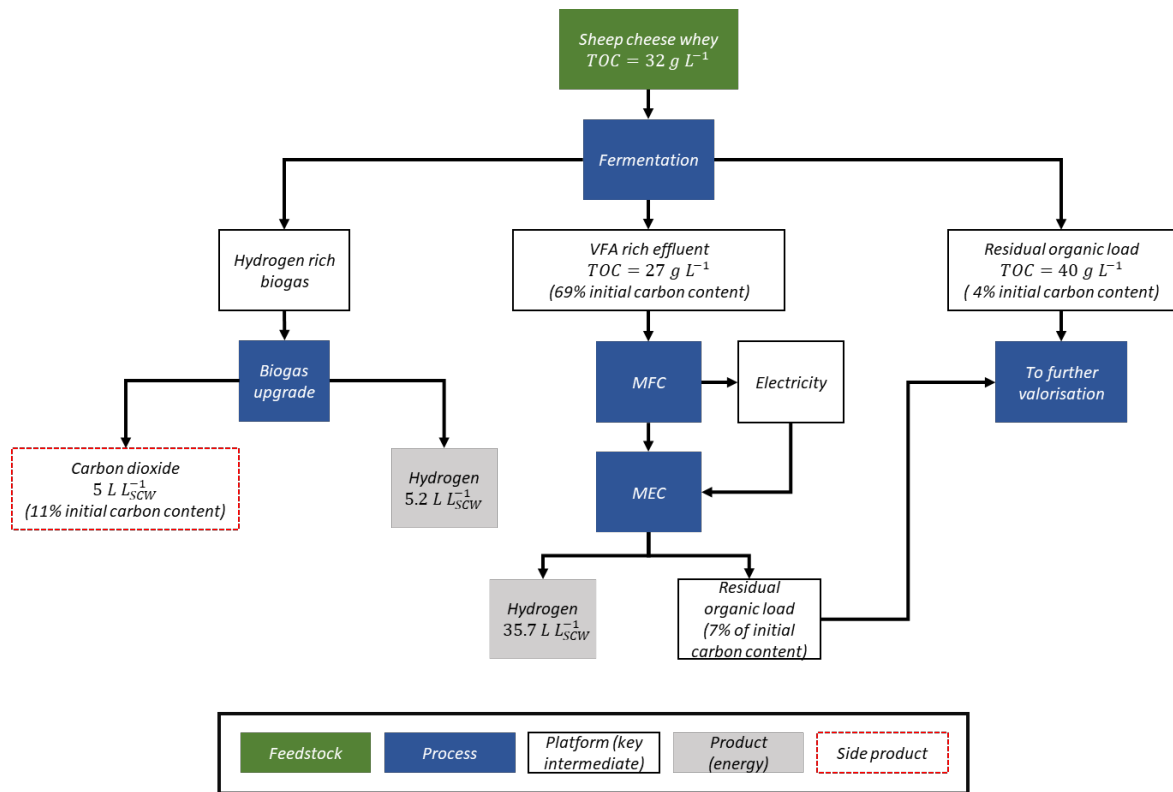 Sheep cheese whey
TOC = 32 g L⁻¹
Fermentation
Hydrogen rich
biogas
VFA rich effluent
TOC = 27 g L⁻¹
(69% initial carbon content)
Residual organic load
TOC = 40 g L⁻¹
( 4% initial carbon content)
Biogas
upgrade
MFC
Electricity
To further
valorisation
Carbon dioxide
5 L L⁻¹_SCW
(11% initial carbon content)
Hydrogen
5.2 L L⁻¹_SCW
MEC
Hydrogen
35.7 L L⁻¹_SCW
Residual
organic load
(7% of initial
carbon content)
Feedstock
Process
Platform (key
intermediate)
Product
(energy)
Side product